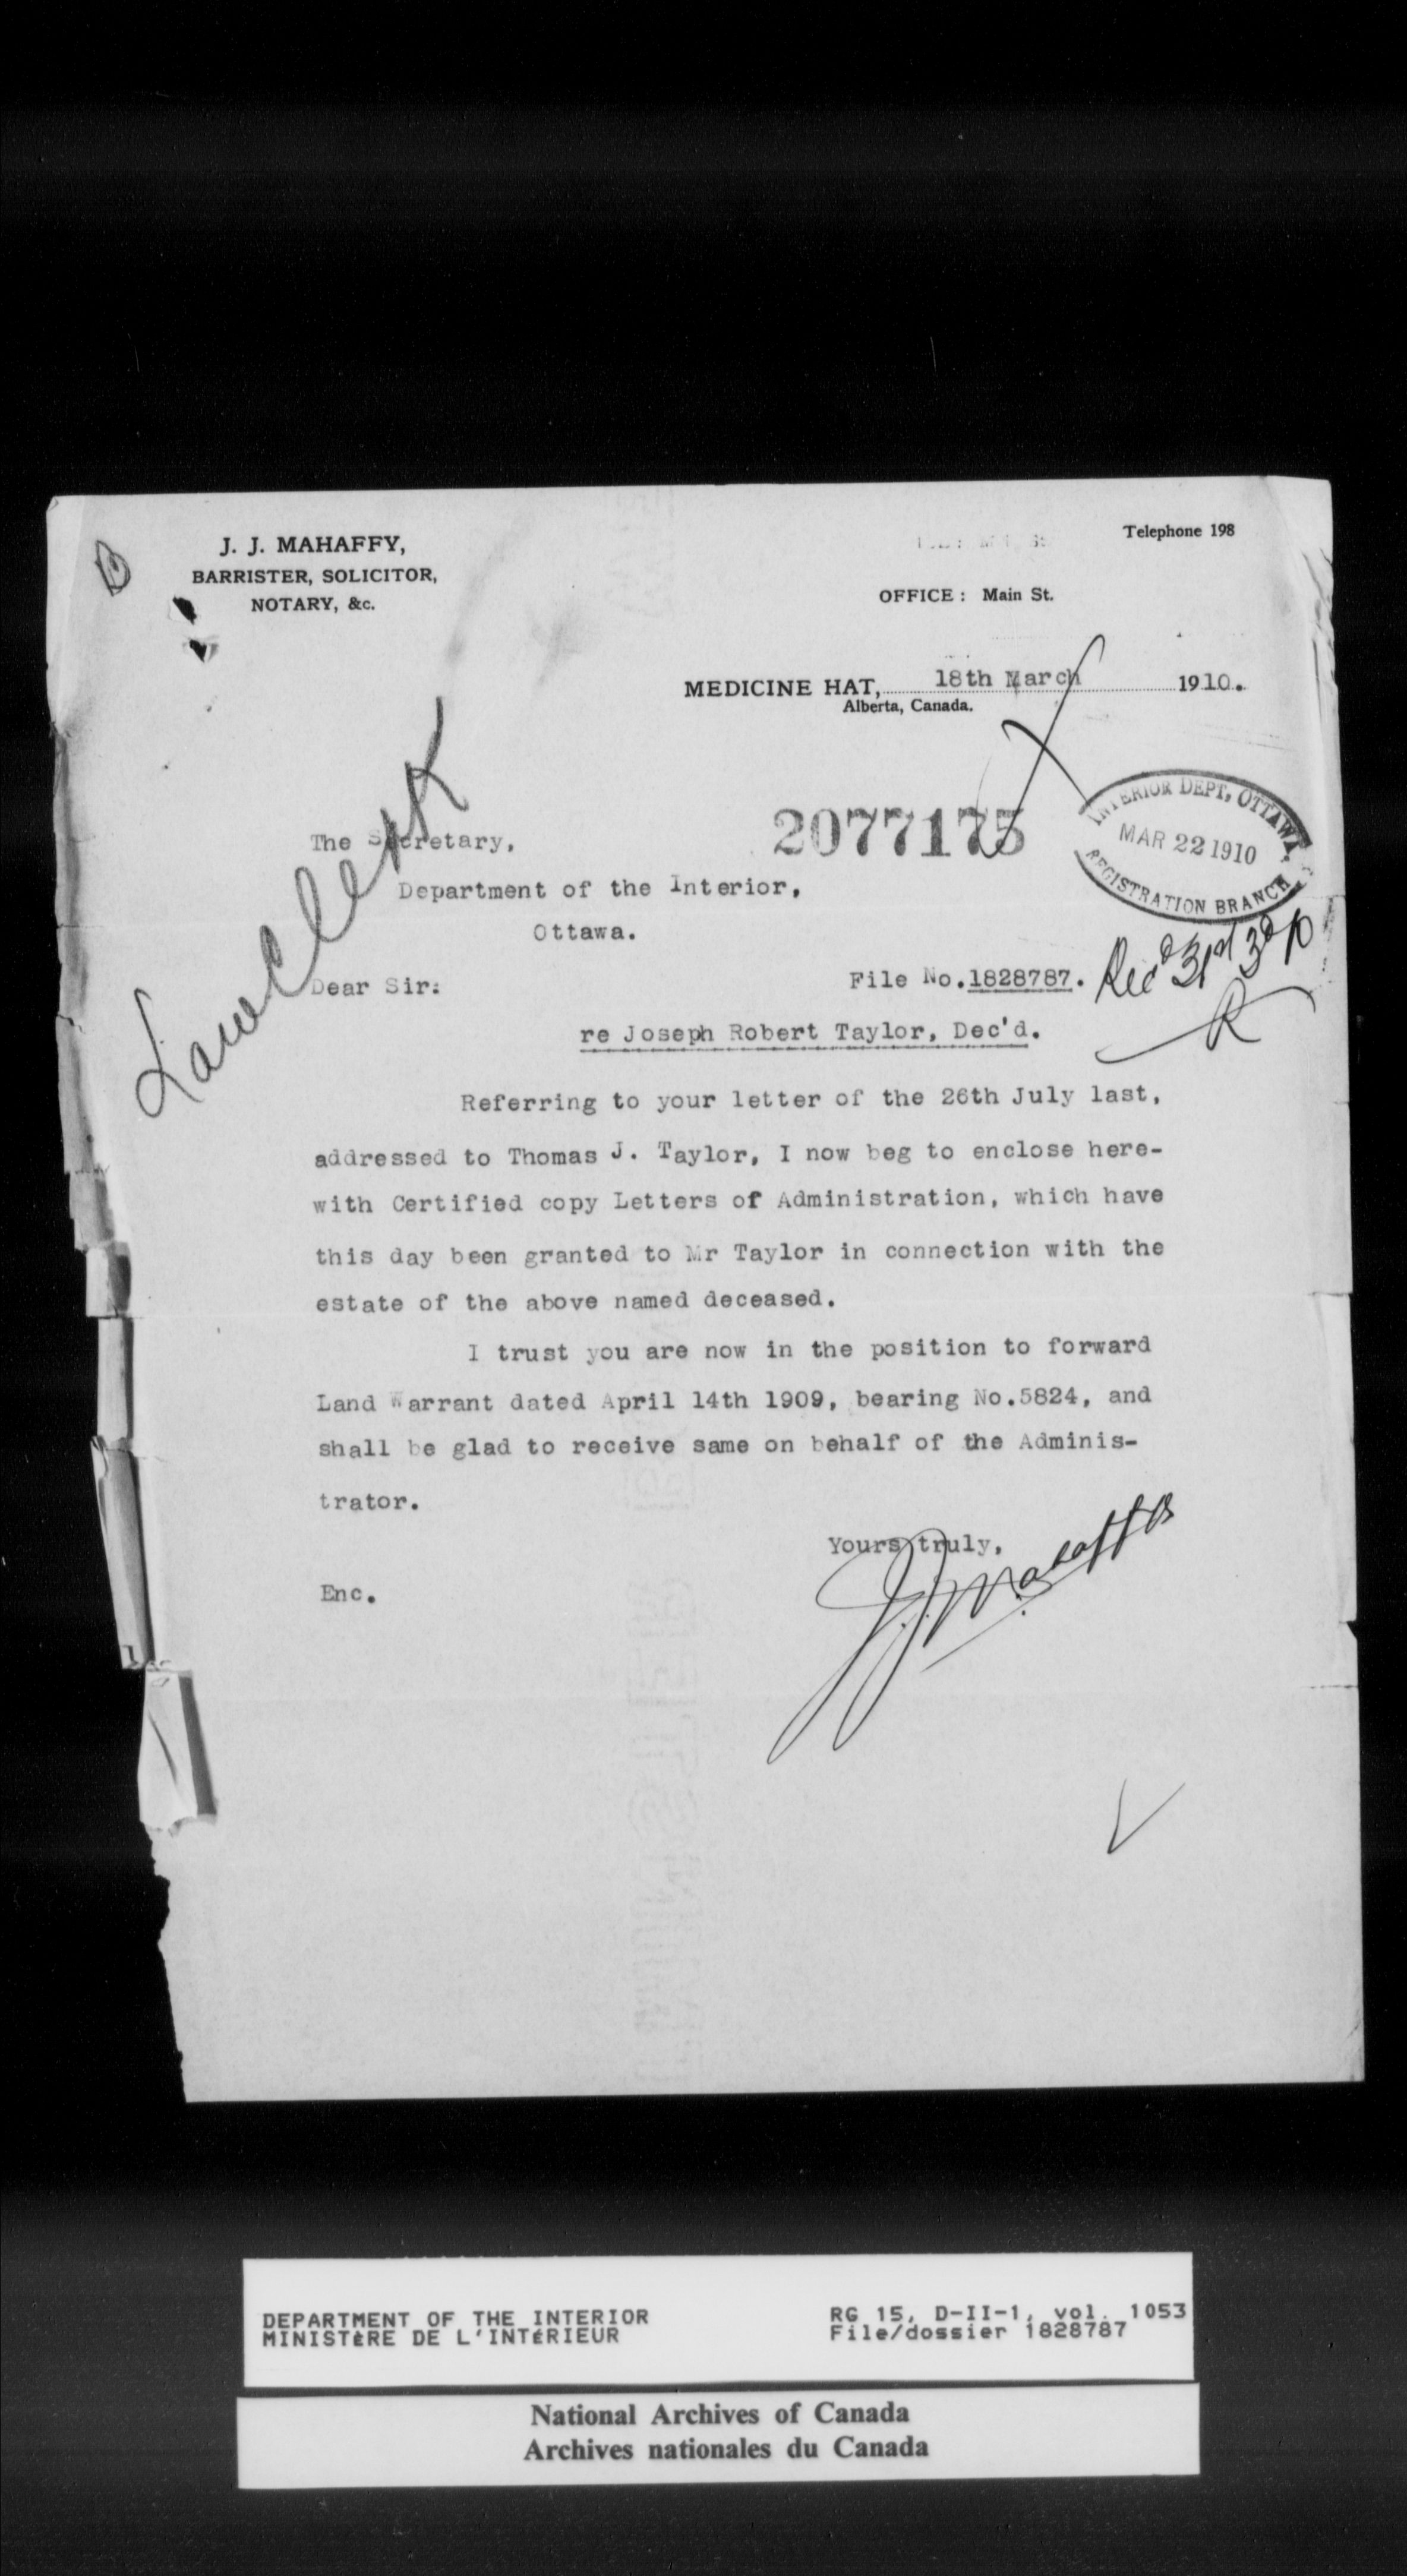 J. J. MAHAFFY,
BARRISTER, SOLICITOR,
NOTARY, &c.
Telephone 198
OFFICE: Main St.
MEDICINE HAT, 18th March 1910.
Alberta, Canada.
2077175
INTERIOR DEPT, OTTAWA,
MAR 22 1910
REGISTRATION BRANCH
Law Clerk
The Secretary,
Department of the Interior,
Ottawa.
Rec'd 31st 3 10
R
Dear Sir:
File No.1828787.
re Joseph Robert Taylor, Dec'd.
Referring to your letter of the 26th July last,
addressed to Thomas J. Taylor, I now beg to enclose here-
with Certified copy Letters of Administration, which have
this day been granted to Mr Taylor in connection with the
estate of the above named deceased.
I trust you are now in the position to forward
Land Warrant dated April 14th 1909, bearing No.5824, and
shall be glad to receive same on behalf of the Adminis-
trator.
Yours truly,
J.J. Mahaffy
Enc.
DEPARTMENT OF THE INTERIOR
MINISTÈRE DE L'INTÉRIEUR
RG 15, D-II-1, vol. 1053
File/dossier 1828787
National Archives of Canada
Archives nationales du Canada